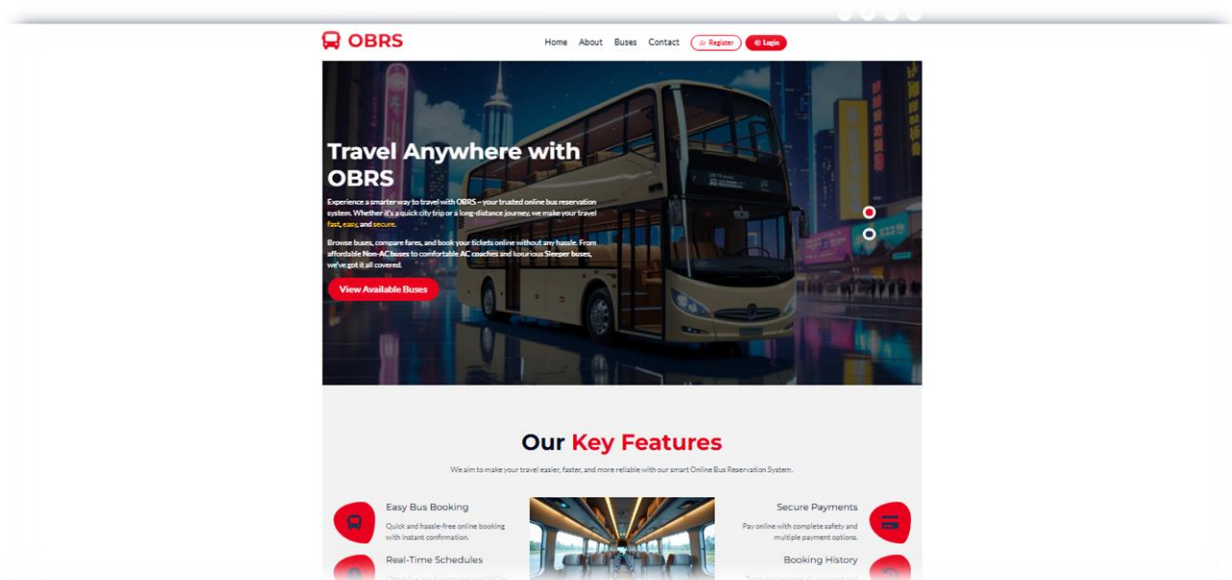 OBRS
Home About Buses Contact Register Login
Travel Anywhere with
OBRS
Experience a smarter way to travel with OBRS – your trusted online bus reservation
system. Whether it's a quick city trip or a long-distance journey, we make your travel
fast, easy, and secure.
Browse buses, compare fares, and book your tickets online without any hassle. From
affordable Non-AC buses to comfortable AC coaches and luxurious Sleeper buses,
we've got it all covered.
View Available Buses
Our Key Features
We aim to make your travel easier, faster, and more reliable with our smart Online Bus Reservation System.
Easy Bus Booking
Quick and hassle-free online booking
with instant confirmation.
Real-Time Schedules
Secure Payments
Pay online with complete safety and
multiple payment options.
Booking History